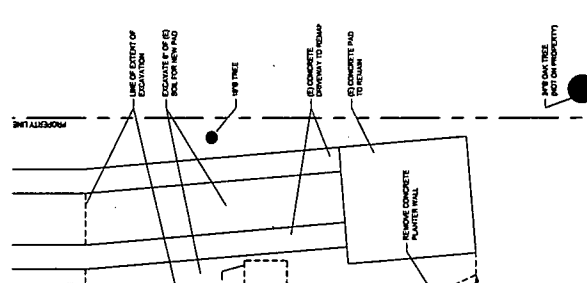 LINE OF EXTENT OF
EXCAVATION
EXCAVATE 8" OF (E)
SOIL FOR NEW PAD
TREE
(E) CONCRETE
DRIVEWAY TO REMAIN
(E) CONCRETE PAD
TO REMAIN
OAK TREE
(NOT ON PROPERTY)
PROPERTY LINE
REMOVE CONCRETE
PLANTER WALL